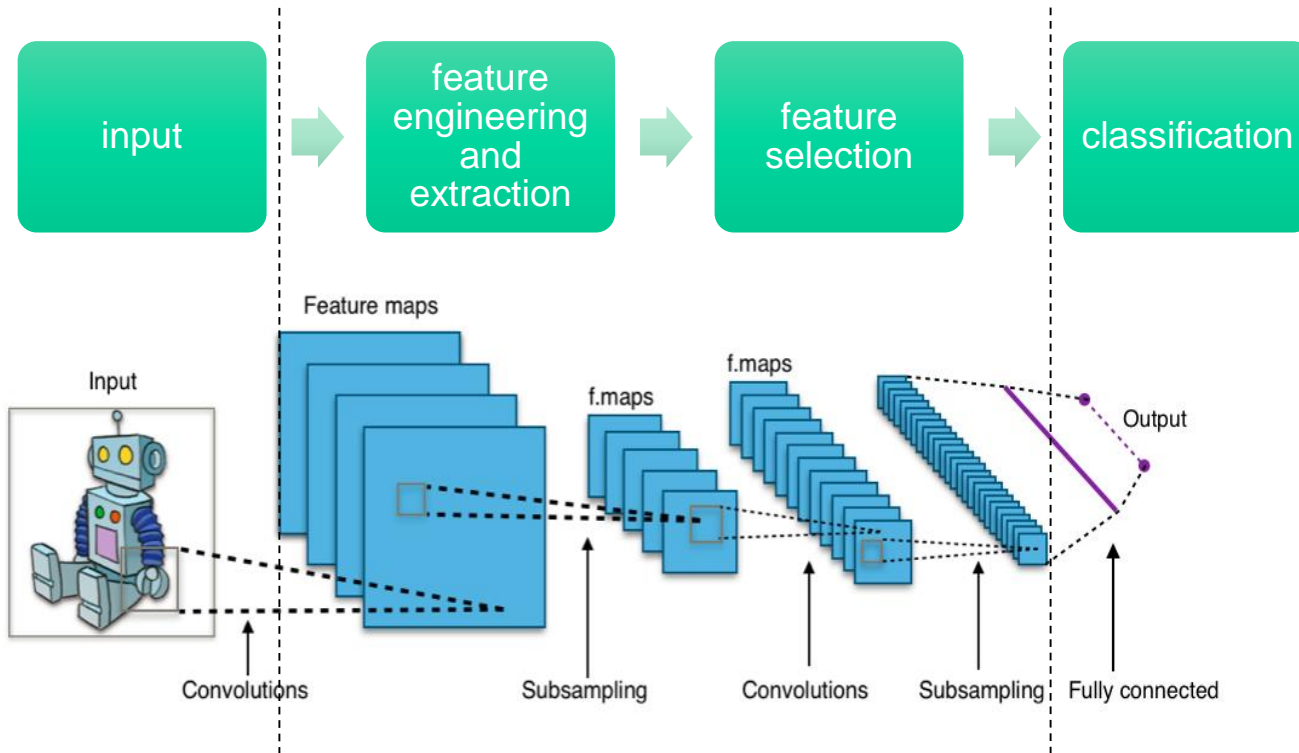 input
feature
engineering
and
extraction
feature
selection
classification
Feature maps
Input
f.maps
f.maps
Output
Convolutions
Subsampling
Convolutions
Subsampling
Fully connected